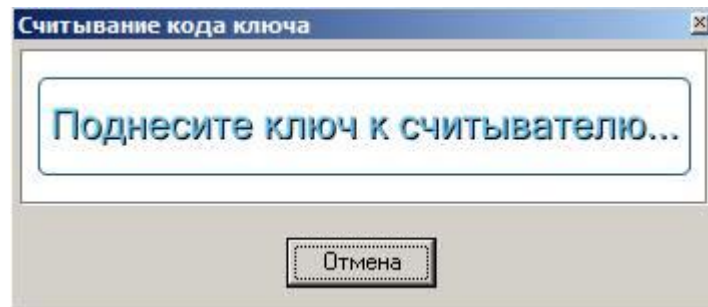 Считывание кода ключа
Поднесите ключ к считывателю...
Отмена